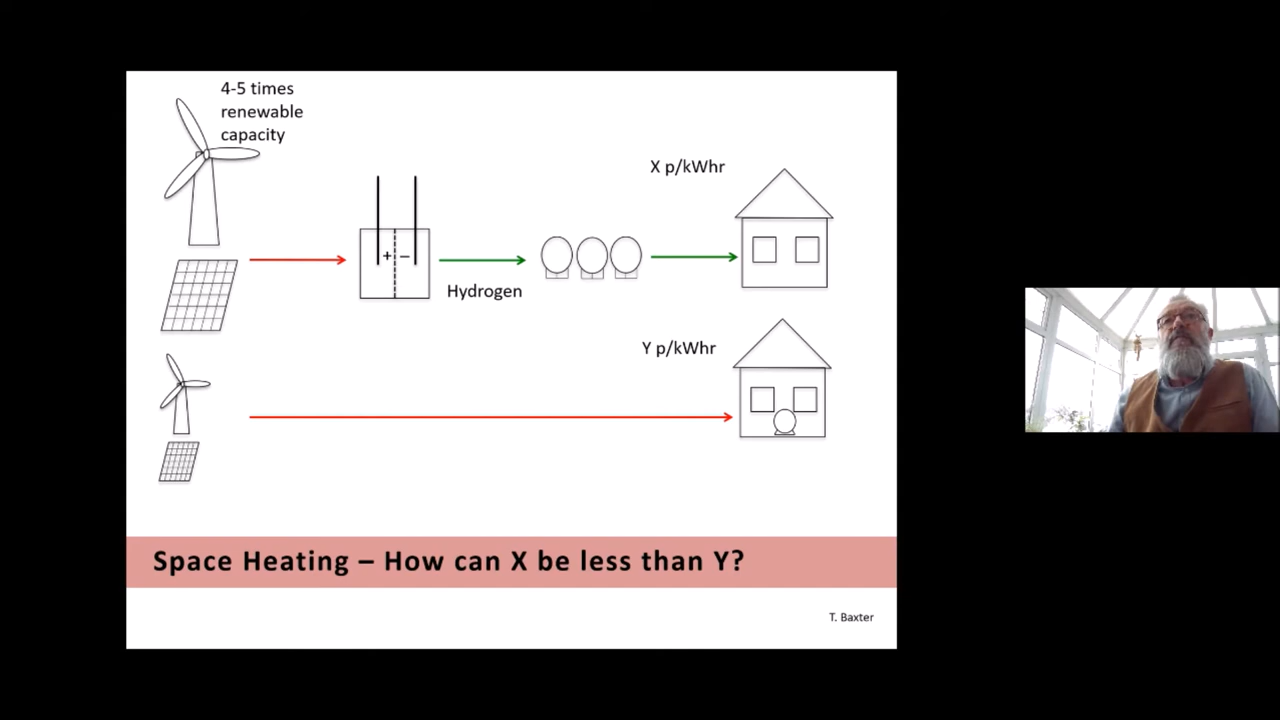 4-5 times
renewable
capacity
X p/kWhr
+ –
Hydrogen
Y p/kWhr
Space Heating – How can X be less than Y?
T. Baxter